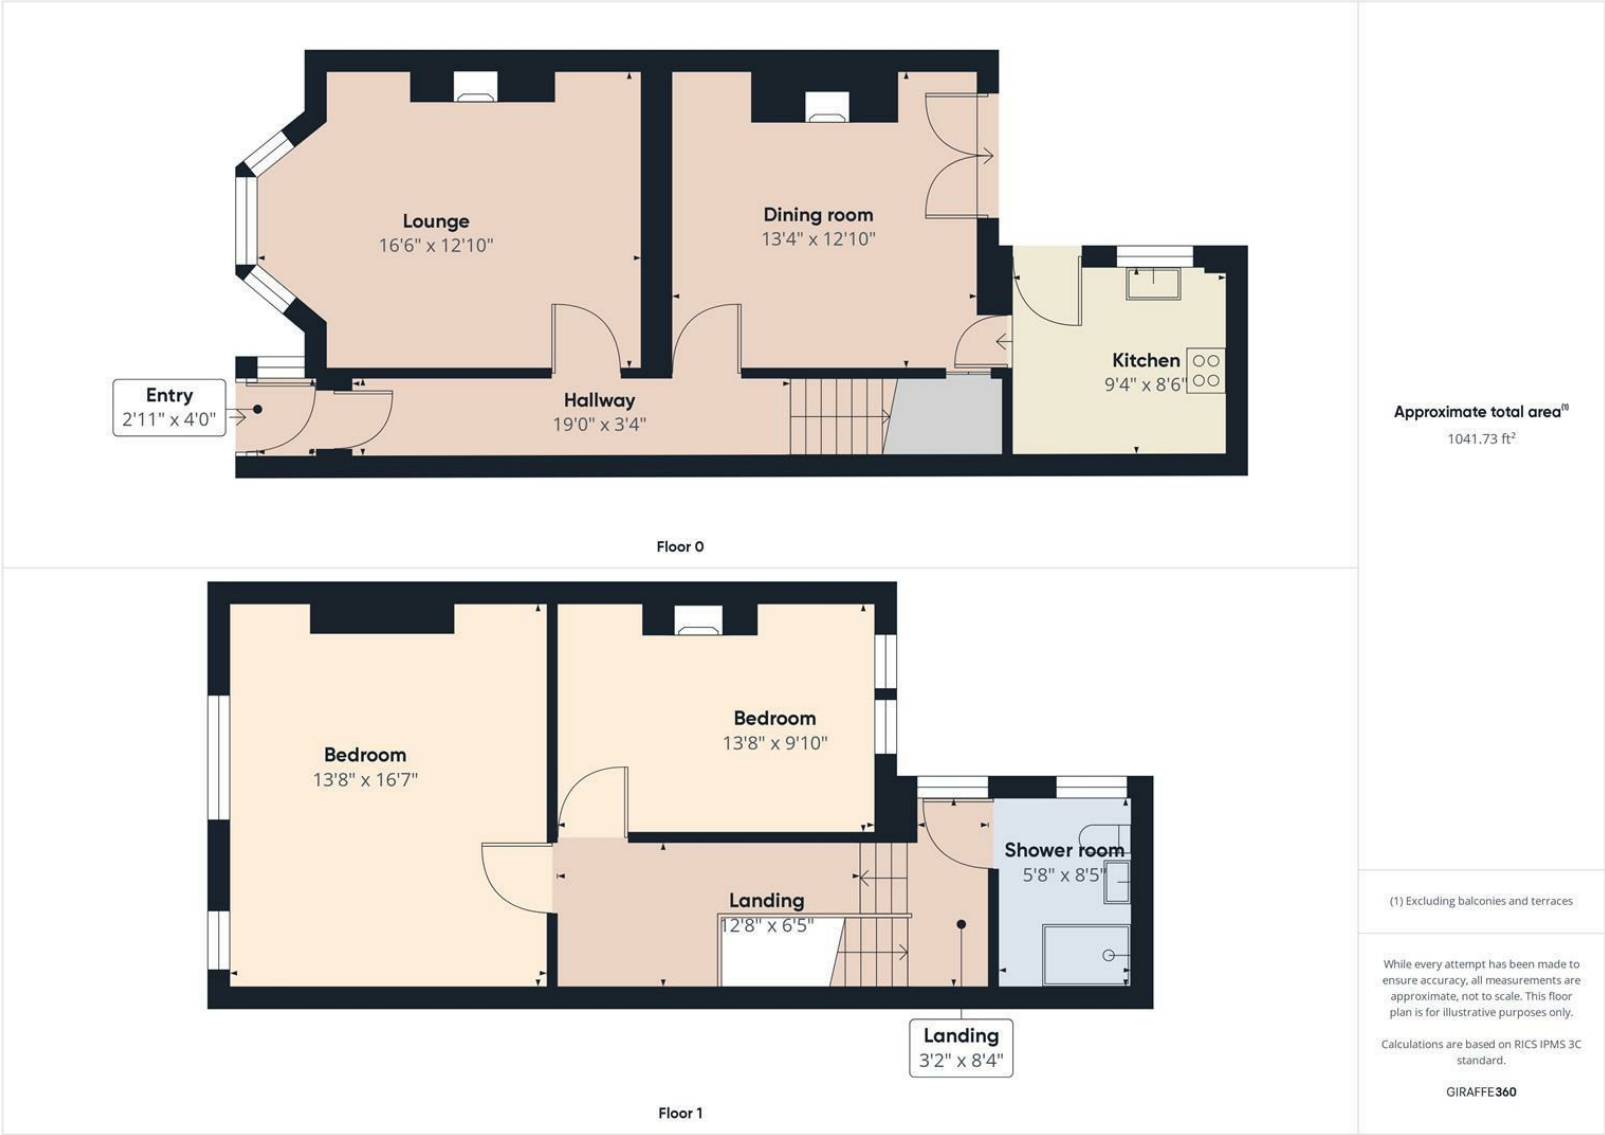 Lounge
16'6" x 12'10"
Dining room
13'4" x 12'10"
Kitchen
9'4" x 8'6"
Entry
2'11" x 4'0"
Hallway
19'0" x 3'4"
Floor 0
Bedroom
13'8" x 16'7"
Bedroom
13'8" x 9'10"
Shower room
5'8" x 8'5"
Landing
12'8" x 6'5"
Landing
3'2" x 8'4"
Floor 1
Approximate total area(1)
1041.73 ft²
(1) Excluding balconies and terraces
While every attempt has been made to
ensure accuracy, all measurements are
approximate, not to scale. This floor
plan is for illustrative purposes only.
Calculations are based on RICS IPMS 3C
standard.
GIRAFFE360